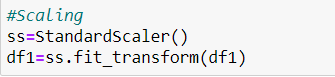 #Scaling
ss=StandardScaler()
df1=ss.fit_transform(df1)